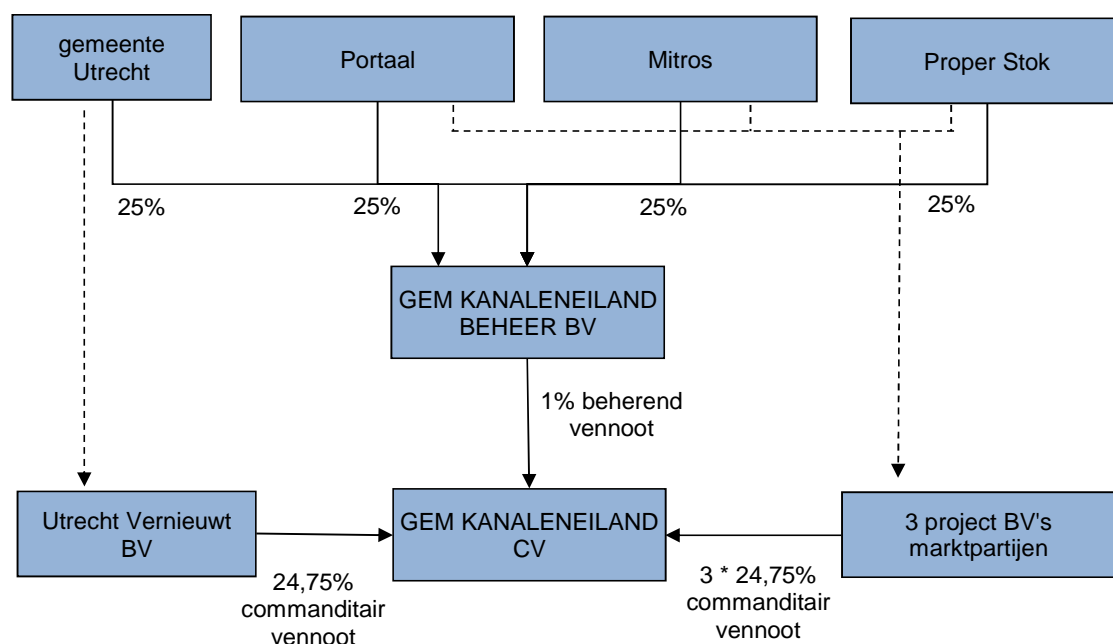 gemeente
Utrecht
Portaal
Mitros
Proper Stok
25%
25%
25%
25%
GEM KANALENEILAND
BEHEER BV
1% beherend
vennoot
Utrecht Vernieuwt
BV
GEM KANALENEILAND
CV
3 project BV's
marktpartijen
24,75%
commanditair
vennoot
3 * 24,75%
commanditair
vennoot